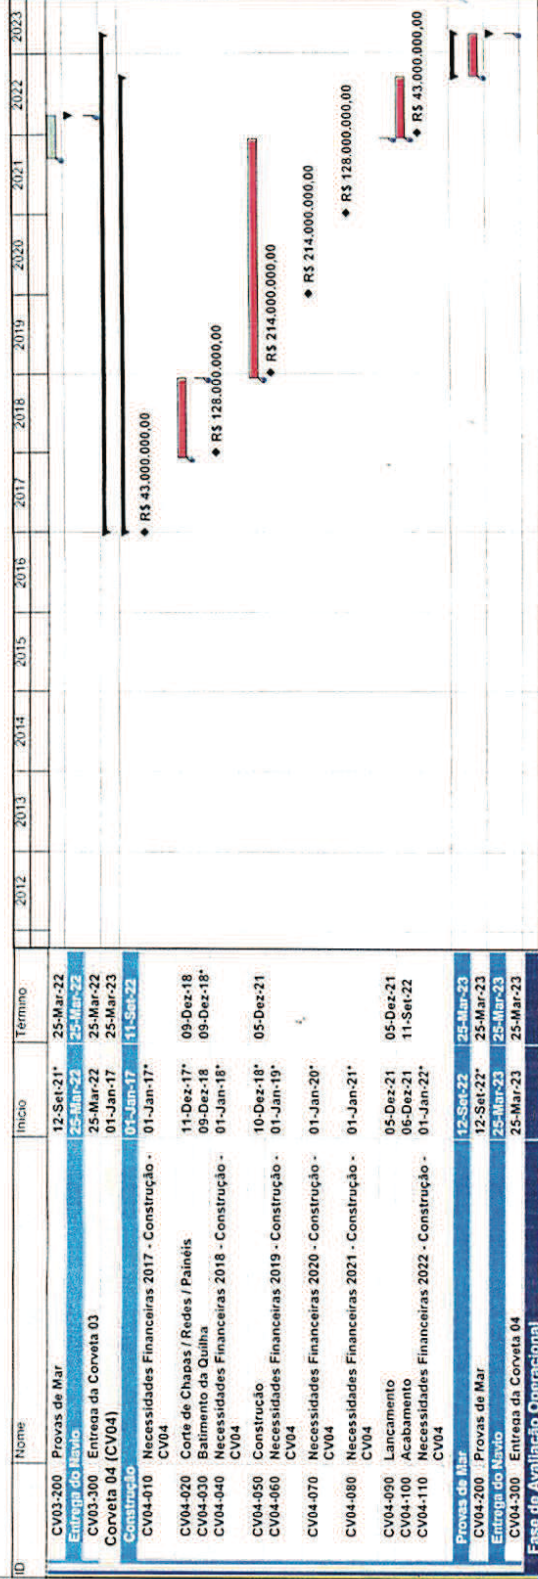 ID Nome Início Término 2012 2013 2014 2015 2016 2017 2018 2019 2020 2021 2022 2023
CV03-200 Provas de Mar 12-Set-21* 25-Mar-22
Entrega do Navio 25-Mar-22 25-Mar-22
CV03-300 Entrega da Corveta 03 25-Mar-22 25-Mar-22
Corveta 04 (CV04) 01-Jan-17 25-Mar-23
Construção 01-Jan-17 11-Set-22
CV04-010 Necessidades Financeiras 2017 - Construção - 01-Jan-17* R$ 43.000.000,00
CV04
CV04-020 Corte de Chapas / Redes / Painéis 11-Dez-17* 09-Dez-18
CV04-030 Batimento da Quilha 09-Dez-18 09-Dez-18*
CV04-040 Necessidades Financeiras 2018 - Construção - 01-Jan-18* R$ 128.000.000,00
CV04
CV04-050 Construção 10-Dez-18* 05-Dez-21
CV04-060 Necessidades Financeiras 2019 - Construção - 01-Jan-19* R$ 214.000.000,00
CV04
CV04-070 Necessidades Financeiras 2020 - Construção - 01-Jan-20* R$ 214.000.000,00
CV04
CV04-080 Necessidades Financeiras 2021 - Construção - 01-Jan-21* R$ 128.000.000,00
CV04
CV04-090 Lançamento 05-Dez-21 05-Dez-21
CV04-100 Acabamento 06-Dez-21 11-Set-22
CV04-110 Necessidades Financeiras 2022 - Construção - 01-Jan-22* R$ 43.000.000,00
CV04
Provas de Mar 12-Set-22 25-Mar-23
CV04-200 Provas de Mar 12-Set-22* 25-Mar-23
Entrega do Navio 25-Mar-23 25-Mar-23
CV04-300 Entrega da Corveta 04 25-Mar-23 25-Mar-23
Fase de Avaliação Operacional